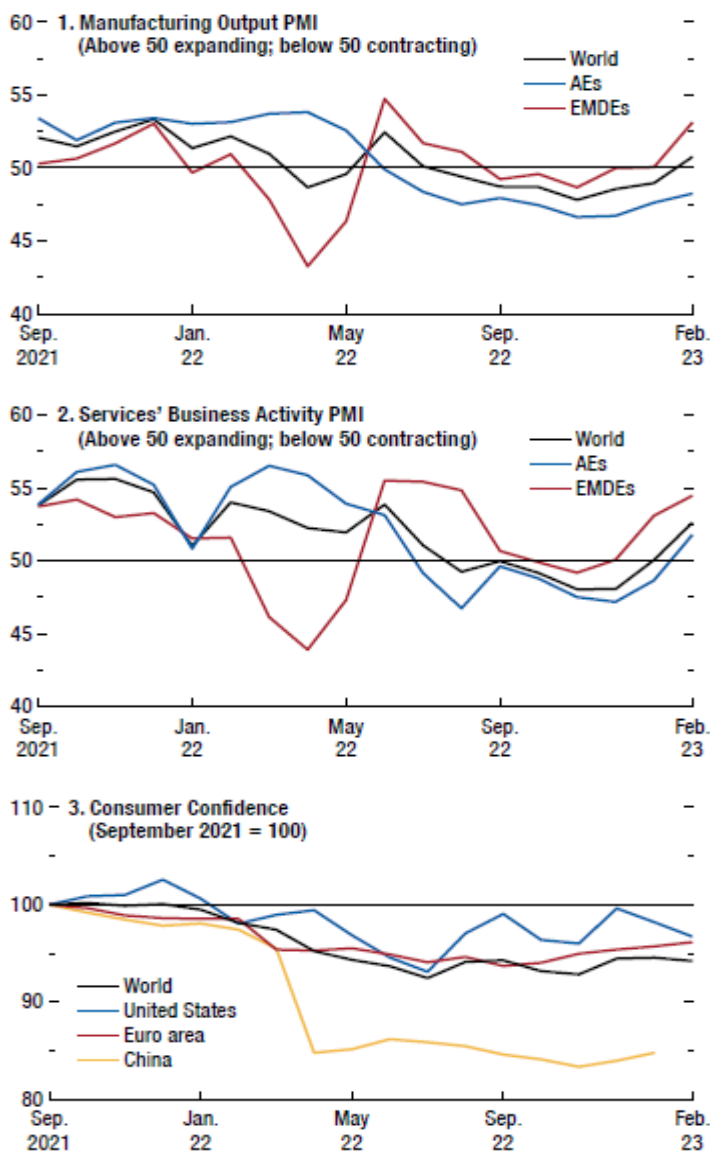 60
1. Manufacturing Output PMI
(Above 50 expanding; below 50 contracting)
World
AEs
EMDEs
55
50
45
40
Sep. Jan. May Sep. Feb.
2021 22 22 22 23
60
2. Services' Business Activity PMI
(Above 50 expanding; below 50 contracting)
World
AEs
EMDEs
55
50
45
40
Sep. Jan. May Sep. Feb.
2021 22 22 22 23
110
3. Consumer Confidence
(September 2021 = 100)
100
90
World
United States
Euro area
China
80
Sep. Jan. May Sep. Feb.
2021 22 22 22 23